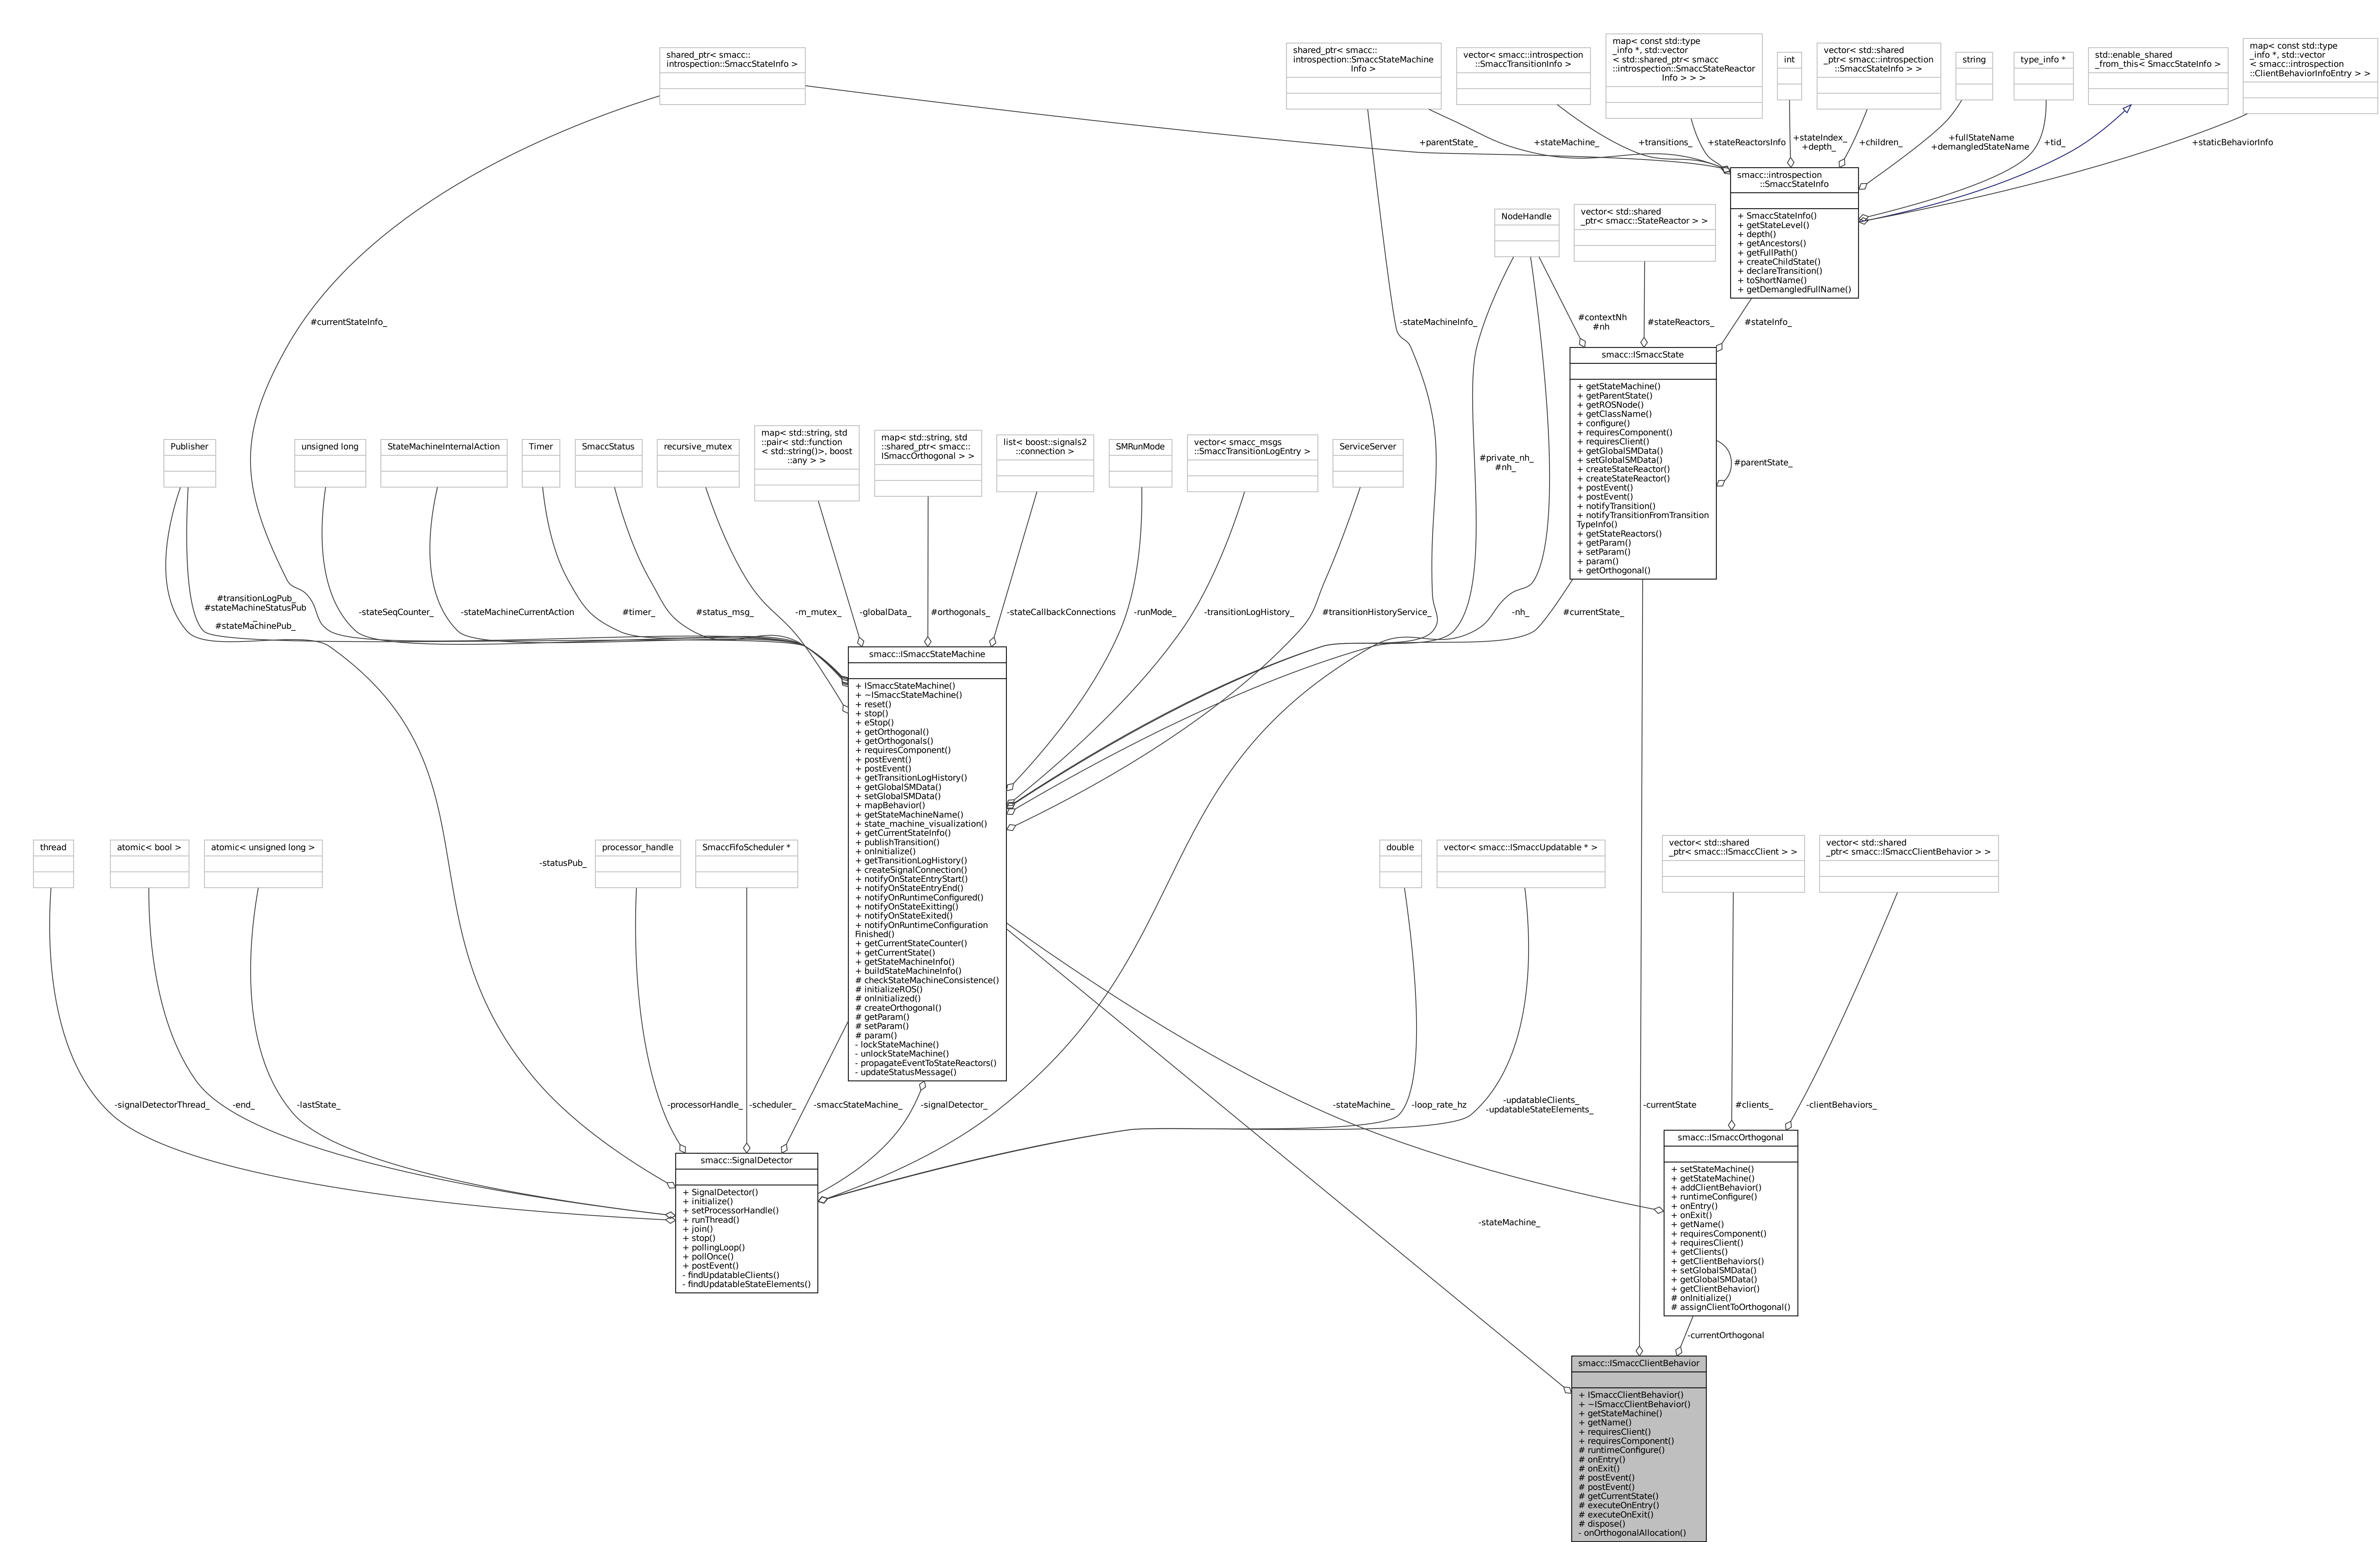 shared_ptr< smacc::
introspection::SmaccStateInfo >
shared_ptr< smacc::
introspection::SmaccStateMachine
Info >
vector< smacc::introspection
::SmaccTransitionInfo >
map< const std::type
_info *, std::vector
< std::shared_ptr< smacc
::introspection::SmaccStateReactor
Info > > >
int
vector< std::shared
_ptr< smacc::introspection
::SmaccStateInfo > >
string
type_info *
std::enable_shared
_from_this< SmaccStateInfo >
map< const std::type
_info *, std::vector
< smacc::introspection
::ClientBehaviorInfoEntry > >
+parentState_
+stateMachine_
+transitions_
+stateReactorsInfo
+stateIndex_
+depth_
+children_
+fullStateName
+demangledStateName
+tid_
+staticBehaviorInfo
smacc::introspection
::SmaccStateInfo
+ SmaccStateInfo()
+ getStateLevel()
+ depth()
+ getAncestors()
+ getFullPath()
+ createChildState()
+ declareTransition()
+ toShortName()
+ getDemangledFullName()
NodeHandle
vector< std::shared
_ptr< smacc::StateReactor > >
#currentStateInfo_
-stateMachineInfo_
#contextNh
#nh
#stateReactors_
#stateInfo_
smacc::ISmaccState
+ getStateMachine()
+ getParentState()
+ getROSNode()
+ getClassName()
+ configure()
+ requiresComponent()
+ requiresClient()
+ getGlobalSMData()
+ setGlobalSMData()
+ createStateReactor()
+ createStateReactor()
+ postEvent()
+ postEvent()
+ notifyTransition()
+ notifyTransitionFromTransition
TypeInfo()
+ getStateReactors()
+ getParam()
+ setParam()
+ param()
+ getOrthogonal()
#parentState_
Publisher
unsigned long
StateMachineInternalAction
Timer
SmaccStatus
recursive_mutex
map< std::string, std
::pair< std::function
< std::string()>, boost
::any > >
map< std::string, std
::shared_ptr< smacc::
ISmaccOrthogonal > >
list< boost::signals2
::connection >
SMRunMode
vector< smacc_msgs
::SmaccTransitionLogEntry >
ServiceServer
#private_nh_
#nh_
#transitionLogPub_
#stateMachineStatusPub
_
#stateMachinePub_
-stateSeqCounter_
-stateMachineCurrentAction
#timer_
#status_msg_
-m_mutex_
-globalData_
#orthogonals_
-stateCallbackConnections
-runMode_
-transitionLogHistory_
#transitionHistoryService_
-nh_
#currentState_
smacc::ISmaccStateMachine
+ ISmaccStateMachine()
+ ~ISmaccStateMachine()
+ reset()
+ stop()
+ eStop()
+ getOrthogonal()
+ getOrthogonals()
+ requiresComponent()
+ postEvent()
+ postEvent()
+ getTransitionLogHistory()
+ getGlobalSMData()
+ setGlobalSMData()
+ mapBehavior()
+ getStateMachineName()
+ state_machine_visualization()
+ getCurrentStateInfo()
+ publishTransition()
+ onInitialize()
+ getTransitionLogHistory()
+ createSignalConnection()
+ notifyOnStateEntryStart()
+ notifyOnStateEntryEnd()
+ notifyOnRuntimeConfigured()
+ notifyOnStateExitting()
+ notifyOnStateExited()
+ notifyOnRuntimeConfiguration
Finished()
+ getCurrentStateCounter()
+ getCurrentState()
+ getStateMachineInfo()
+ buildStateMachineInfo()
# checkStateMachineConsistence()
# initializeROS()
# onInitialized()
# createOrthogonal()
# getParam()
# setParam()
# param()
- lockStateMachine()
- unlockStateMachine()
- propagateEventToStateReactors()
- updateStatusMessage()
thread
atomic< bool >
atomic< unsigned long >
-statusPub_
processor_handle
SmaccFifoScheduler *
double
vector< smacc::ISmaccUpdatable * >
vector< std::shared
_ptr< smacc::ISmaccClient > >
vector< std::shared
_ptr< smacc::ISmaccClientBehavior > >
-signalDetectorThread_
-end_
-lastState_
-processorHandle_
-scheduler_
-smaccStateMachine_
-signalDetector_
-stateMachine_
-loop_rate_hz
-updatableClients_
-updatableStateElements_
-currentState
#clients_
-clientBehaviors_
smacc::SignalDetector
+ SignalDetector()
+ initialize()
+ setProcessorHandle()
+ runThread()
+ join()
+ stop()
+ pollingLoop()
+ pollOnce()
+ postEvent()
- findUpdatableClients()
- findUpdatableStateElements()
smacc::ISmaccOrthogonal
+ setStateMachine()
+ getStateMachine()
+ addClientBehavior()
+ runtimeConfigure()
+ onEntry()
+ onExit()
+ getName()
+ requiresComponent()
+ requiresClient()
+ getClients()
+ getClientBehaviors()
+ setGlobalSMData()
+ getGlobalSMData()
+ getClientBehavior()
# onInitialize()
# assignClientToOrthogonal()
-stateMachine_
-currentOrthogonal
smacc::ISmaccClientBehavior
+ ISmaccClientBehavior()
+ ~ISmaccClientBehavior()
+ getStateMachine()
+ getName()
+ requiresClient()
+ requiresComponent()
# runtimeConfigure()
# onEntry()
# onExit()
# postEvent()
# postEvent()
# getCurrentState()
# executeOnEntry()
# executeOnExit()
# dispose()
- onOrthogonalAllocation()